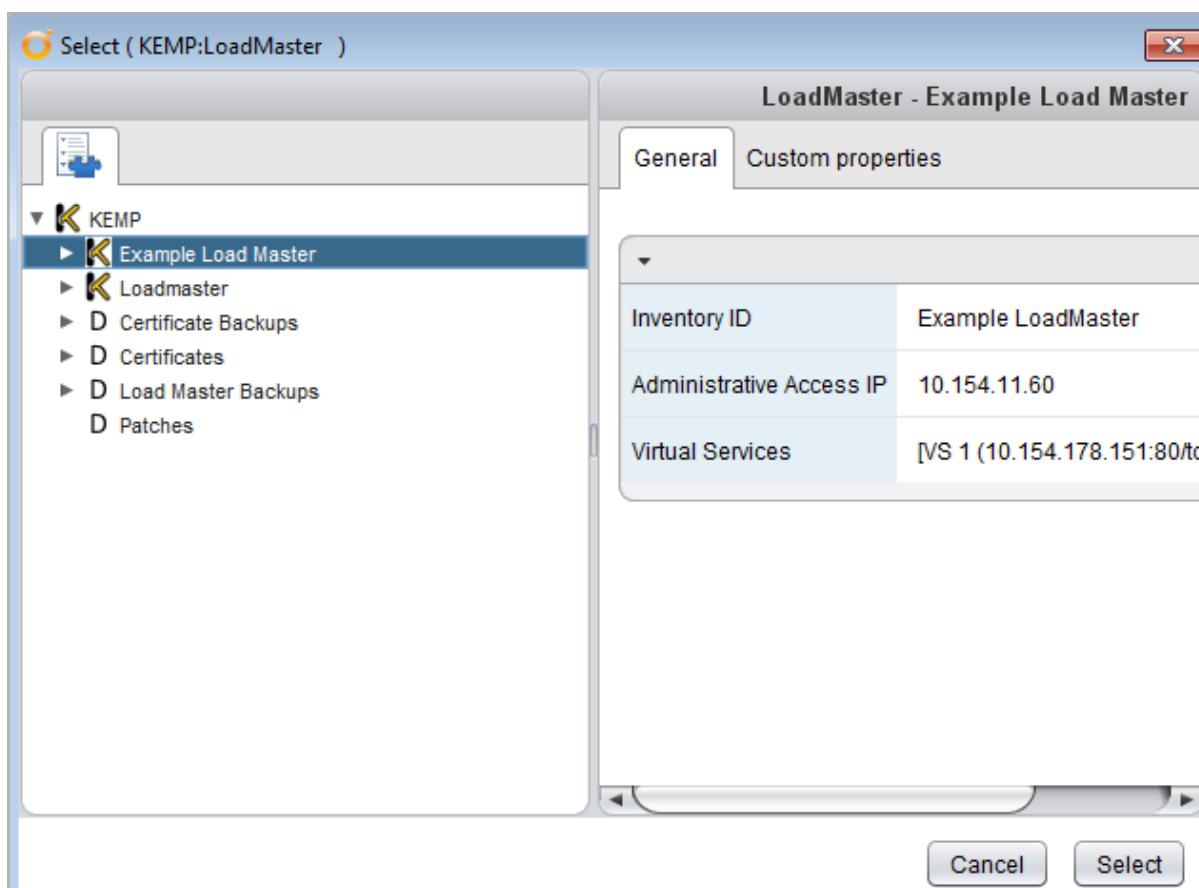 Select ( KEMP:LoadMaster )
LoadMaster - Example Load Master
General Custom properties
KEMP
Example Load Master
Loadmaster
D Certificate Backups
D Certificates
D Load Master Backups
D Patches
Inventory ID Example LoadMaster
Administrative Access IP 10.154.11.60
Virtual Services [VS 1 (10.154.178.151:80/tc
Cancel Select